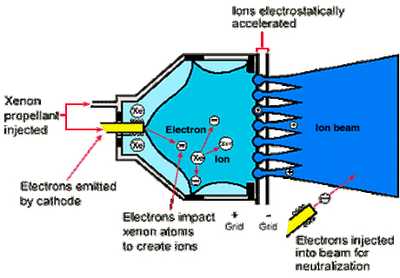 Ions electrostatically
accelerated
Xenon
propellant
injected
Xe
Xe
Electron
Xe
Xe+
Ion
Ion beam
Electrons emitted
by cathode
Electrons impact
xenon atoms
to create ions
+
Grid
-
Grid
Electrons injected
into beam for
neutralization